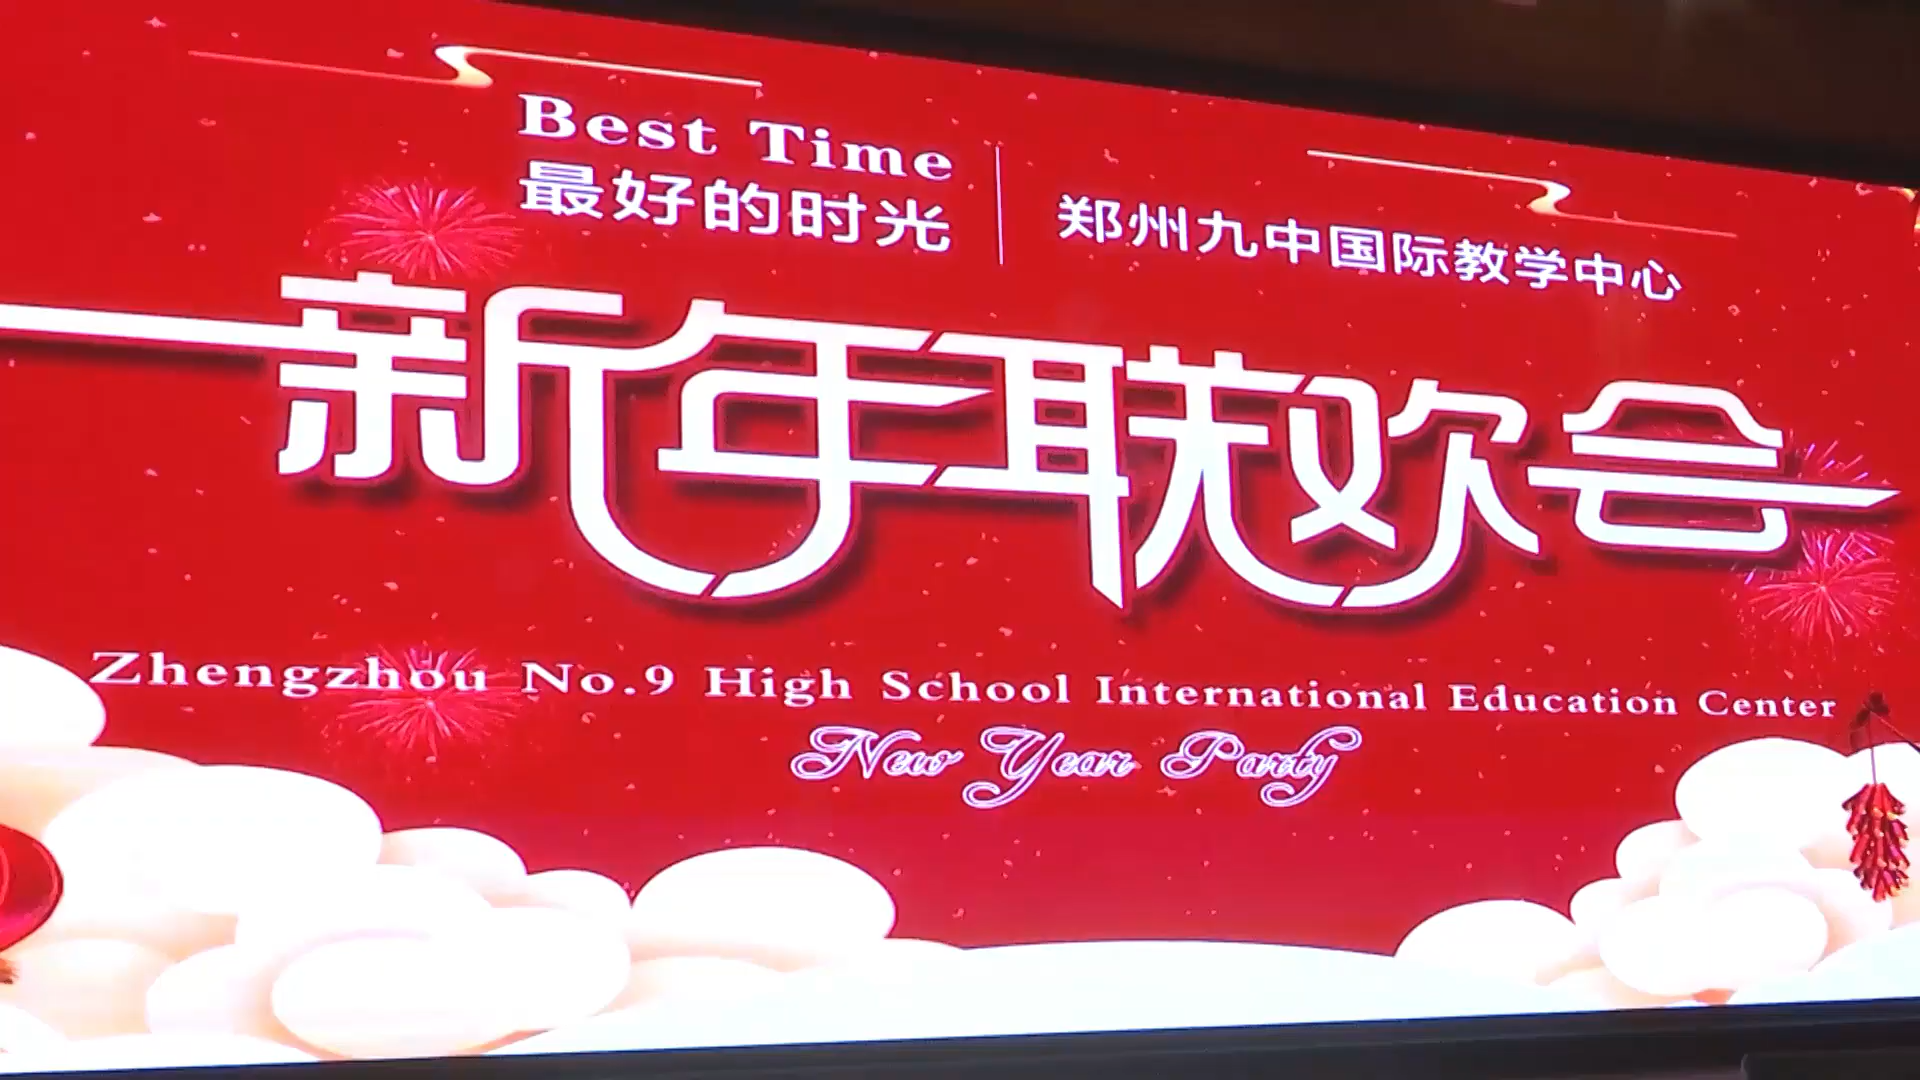 Best Time
最好的时光
郑州九中国际教学中心
新年联欢会
Zhengzhou No.9 High School International Education Center
New Year Party